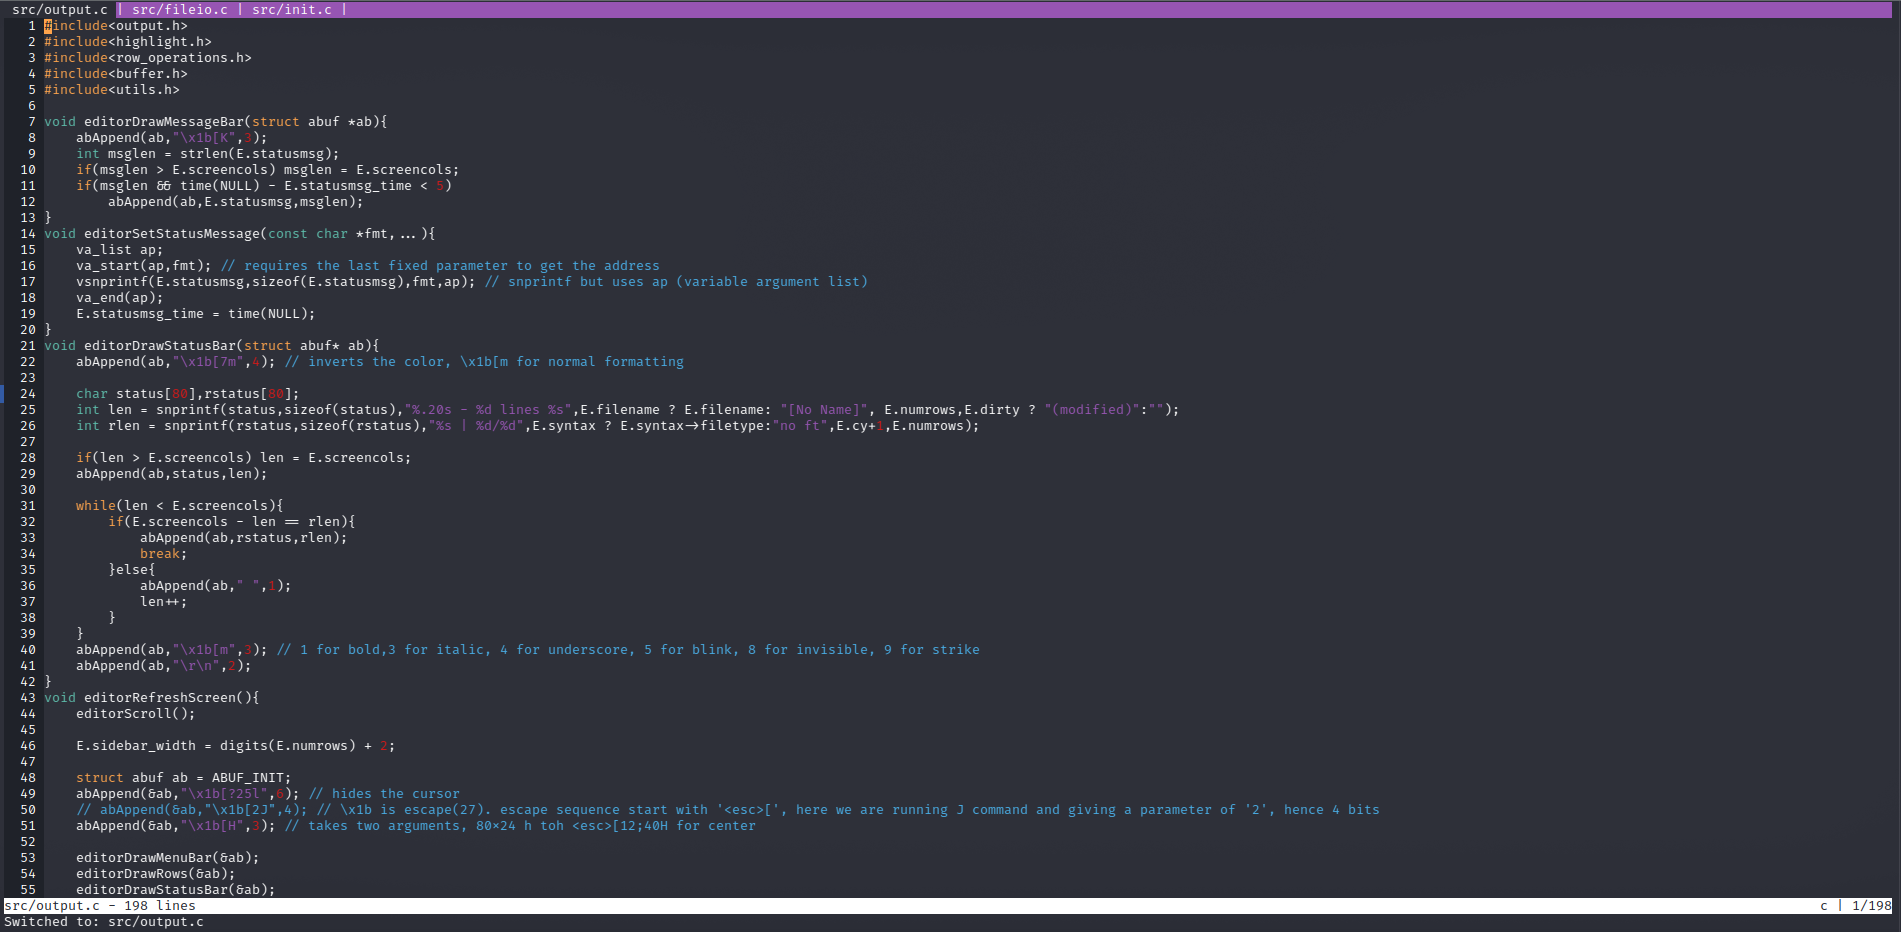 src/output.c | src/fileio.c | src/init.c |
1 #include<output.h>
2 #include<highlight.h>
3 #include<row_operations.h>
4 #include<buffer.h>
5 #include<utils.h>
6
7 void editorDrawMessageBar(struct abuf *ab){
8     abAppend(ab,"\x1b[K",3);
9     int msglen = strlen(E.statusmsg);
10     if(msglen > E.screencols) msglen = E.screencols;
11     if(msglen && time(NULL) - E.statusmsg_time < 5)
12         abAppend(ab,E.statusmsg,msglen);
13 }
14 void editorSetStatusMessage(const char *fmt,...){
15     va_list ap;
16     va_start(ap,fmt); // requires the last fixed parameter to get the address
17     vsnprintf(E.statusmsg,sizeof(E.statusmsg),fmt,ap); // snprintf but uses ap (variable argument list)
18     va_end(ap);
19     E.statusmsg_time = time(NULL);
20 }
21 void editorDrawStatusBar(struct abuf* ab){
22     abAppend(ab,"\x1b[7m",4); // inverts the color, \x1b[m for normal formatting
23
24     char status[80],rstatus[80];
25     int len = snprintf(status,sizeof(status),"%.20s - %d lines %s",E.filename ? E.filename: "[No Name]", E.numrows,E.dirty ? "(modified)":"");
26     int rlen = snprintf(rstatus,sizeof(rstatus),"%s | %d/%d",E.syntax ? E.syntax->filetype:"no ft",E.cy+1,E.numrows);
27
28     if(len > E.screencols) len = E.screencols;
29     abAppend(ab,status,len);
30
31     while(len < E.screencols){
32         if(E.screencols - len == rlen){
33             abAppend(ab,rstatus,rlen);
34             break;
35         }else{
36             abAppend(ab," ",1);
37             len++;
38         }
39     }
40     abAppend(ab,"\x1b[m",3); // 1 for bold,3 for italic, 4 for underscore, 5 for blink, 8 for invisible, 9 for strike
41     abAppend(ab,"\r\n",2);
42 }
43 void editorRefreshScreen(){
44     editorScroll();
45
46     E.sidebar_width = digits(E.numrows) + 2;
47
48     struct abuf ab = ABUF_INIT;
49     abAppend(&ab,"\x1b[?25l",6); // hides the cursor
50     // abAppend(&ab,"\x1b[2J",4); // \x1b is escape(27). escape sequence start with '<esc>[', here we are running J command and giving a parameter of '2', hence 4 bits
51     abAppend(&ab,"\x1b[H",3); // takes two arguments, 80×24 h toh <esc>[12;40H for center
52
53     editorDrawMenuBar(&ab);
54     editorDrawRows(&ab);
55     editorDrawStatusBar(&ab);
src/output.c - 198 lines c | 1/198
Switched to: src/output.c